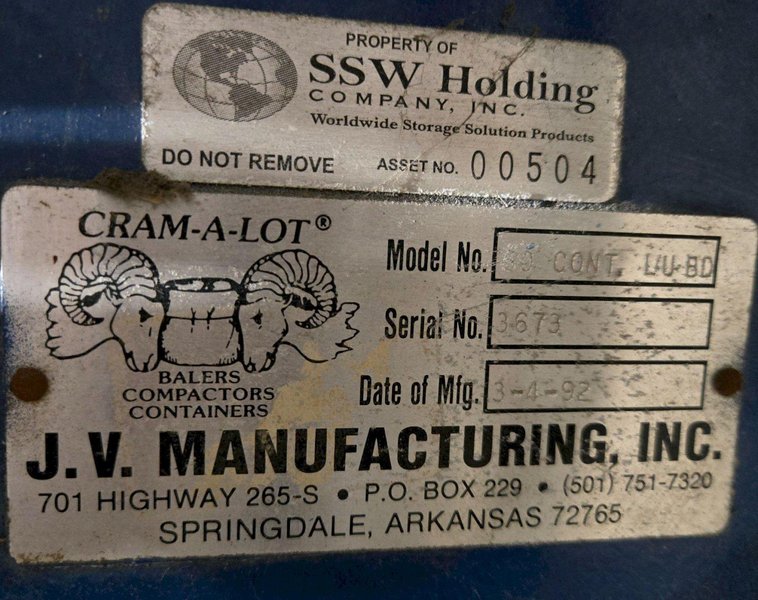 PROPERTY OF
SSW Holding
COMPANY, INC.
Worldwide Storage Solution Products
DO NOT REMOVE ASSET NO. 00504
CRAM-A-LOT®
BALERS
COMPACTORS
CONTAINERS
Model No. CONT. L/U-BD
Serial No. 3673
Date of Mfg. 3-4-92
J.V. MANUFACTURING, INC.
701 HIGHWAY 265-S • P.O. BOX 229 • (501) 751-7320
SPRINGDALE, ARKANSAS 72765